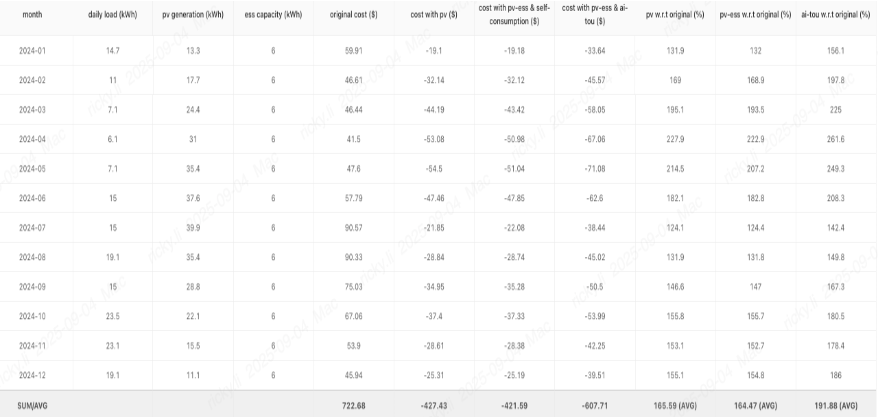 month daily load (kWh) pv generation (kWh) ess capacity (kWh) original cost ($) cost with pv ($) cost with pv-ess & self-consumption ($) cost with pv-ess & ai-tou ($) pv w.r.t original (%) pv-ess w.r.t original (%) ai-tou w.r.t original (%)
2024-01 14.7 13.3 6 59.91 -19.1 -19.18 -33.64 131.9 132 156.1
2024-02 11 17.7 6 46.61 -32.14 -32.12 -45.57 169 168.9 197.8
2024-03 7.1 24.4 6 46.44 -44.19 -43.42 -58.05 195.1 193.5 225
2024-04 6.1 31 6 41.5 -53.08 -50.98 -67.06 227.9 222.9 261.6
2024-05 7.1 35.4 6 47.6 -54.5 -51.04 -71.08 214.5 207.2 249.3
2024-06 15 37.6 6 57.79 -47.46 -47.85 -62.6 182.1 182.8 208.3
2024-07 15 39.9 6 90.57 -21.85 -22.08 -38.44 124.1 124.4 142.4
2024-08 19.1 35.4 6 90.33 -28.84 -28.74 -45.02 131.9 131.8 149.8
2024-09 15 28.8 6 75.03 -34.95 -35.28 -50.5 146.6 147 167.3
2024-10 23.5 22.1 6 67.06 -37.4 -37.33 -53.99 155.8 155.7 180.5
2024-11 23.1 15.5 6 53.9 -28.61 -28.38 -42.25 153.1 152.7 178.4
2024-12 19.1 11.1 6 45.94 -25.31 -25.19 -39.51 155.1 154.8 186
SUM/AVG 722.68 -427.43 -421.59 -607.71 165.59 (AVG) 164.47 (AVG) 191.88 (AVG)